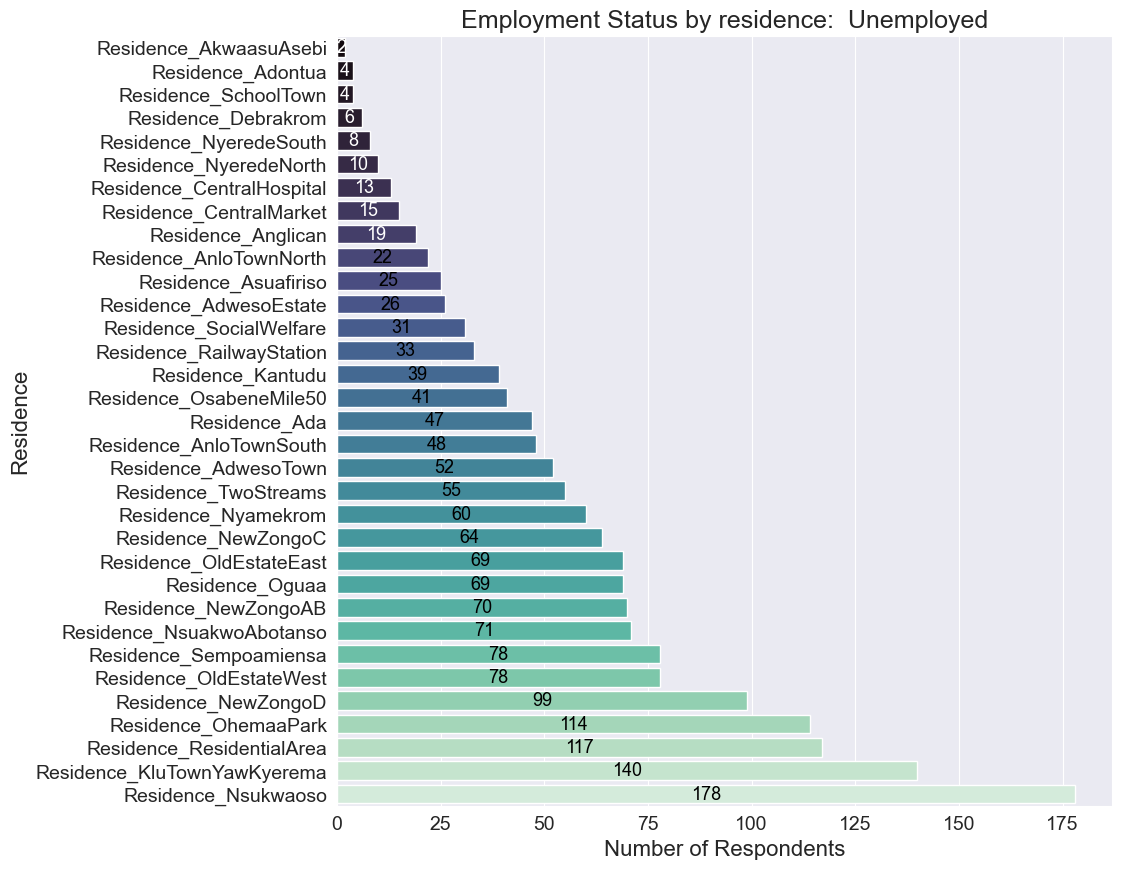 Employment Status by residence:  Unemployed
Residence_AkwaasuAsebi 2
Residence_Adontua 4
Residence_SchoolTown 4
Residence_Debrakrom 6
Residence_NyeredeSouth 8
Residence_NyeredeNorth 10
Residence_CentralHospital 13
Residence_CentralMarket 15
Residence_Anglican 19
Residence_AnloTownNorth 22
Residence_Asuafiriso 25
Residence_AdwesoEstate 26
Residence_SocialWelfare 31
Residence_RailwayStation 33
Residence_Kantudu 39
Residence_OsabeneMile50 41
Residence_Ada 47
Residence_AnloTownSouth 48
Residence_AdwesoTown 52
Residence_TwoStreams 55
Residence_Nyamekrom 60
Residence_NewZongoC 64
Residence_OldEstateEast 69
Residence_Oguaa 69
Residence_NewZongoAB 70
Residence_NsuakwoAbotanso 71
Residence_Sempoamiensa 78
Residence_OldEstateWest 78
Residence_NewZongoD 99
Residence_OhemaaPark 114
Residence_ResidentialArea 117
Residence_KluTownYawKyerema 140
Residence_Nsukwaoso 178
Residence
0 25 50 75 100 125 150 175
Number of Respondents